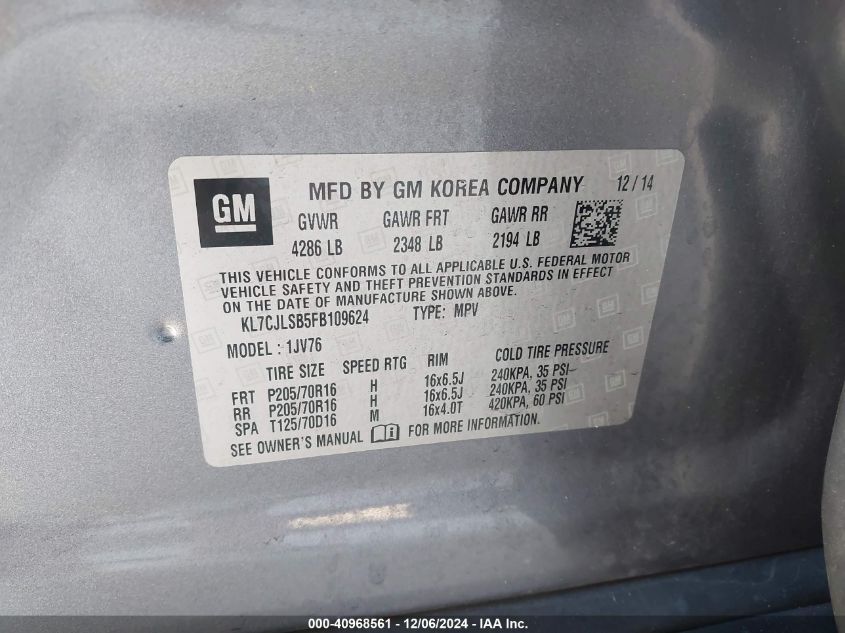 GM
MFD BY GM KOREA COMPANY 12/14
GVWR GAWR FRT GAWR RR
4286 LB 2348 LB 2194 LB
THIS VEHICLE CONFORMS TO ALL APPLICABLE U.S. FEDERAL MOTOR
VEHICLE SAFETY AND THEFT PREVENTION STANDARDS IN EFFECT
ON THE DATE OF MANUFACTURE SHOWN ABOVE.
KL7CJLSB5FB109624 TYPE: MPV
MODEL : 1JV76
TIRE SIZE SPEED RTG RIM COLD TIRE PRESSURE
FRT P205/70R16 H 16x6.5J 240KPA, 35 PSI
RR P205/70R16 H 16x6.5J 240KPA, 35 PSI
SPA T125/70D16 M 16x4.0T 420KPA, 60 PSI
SEE OWNER'S MANUAL FOR MORE INFORMATION.
000-40968561 - 12/06/2024 - IAA Inc.